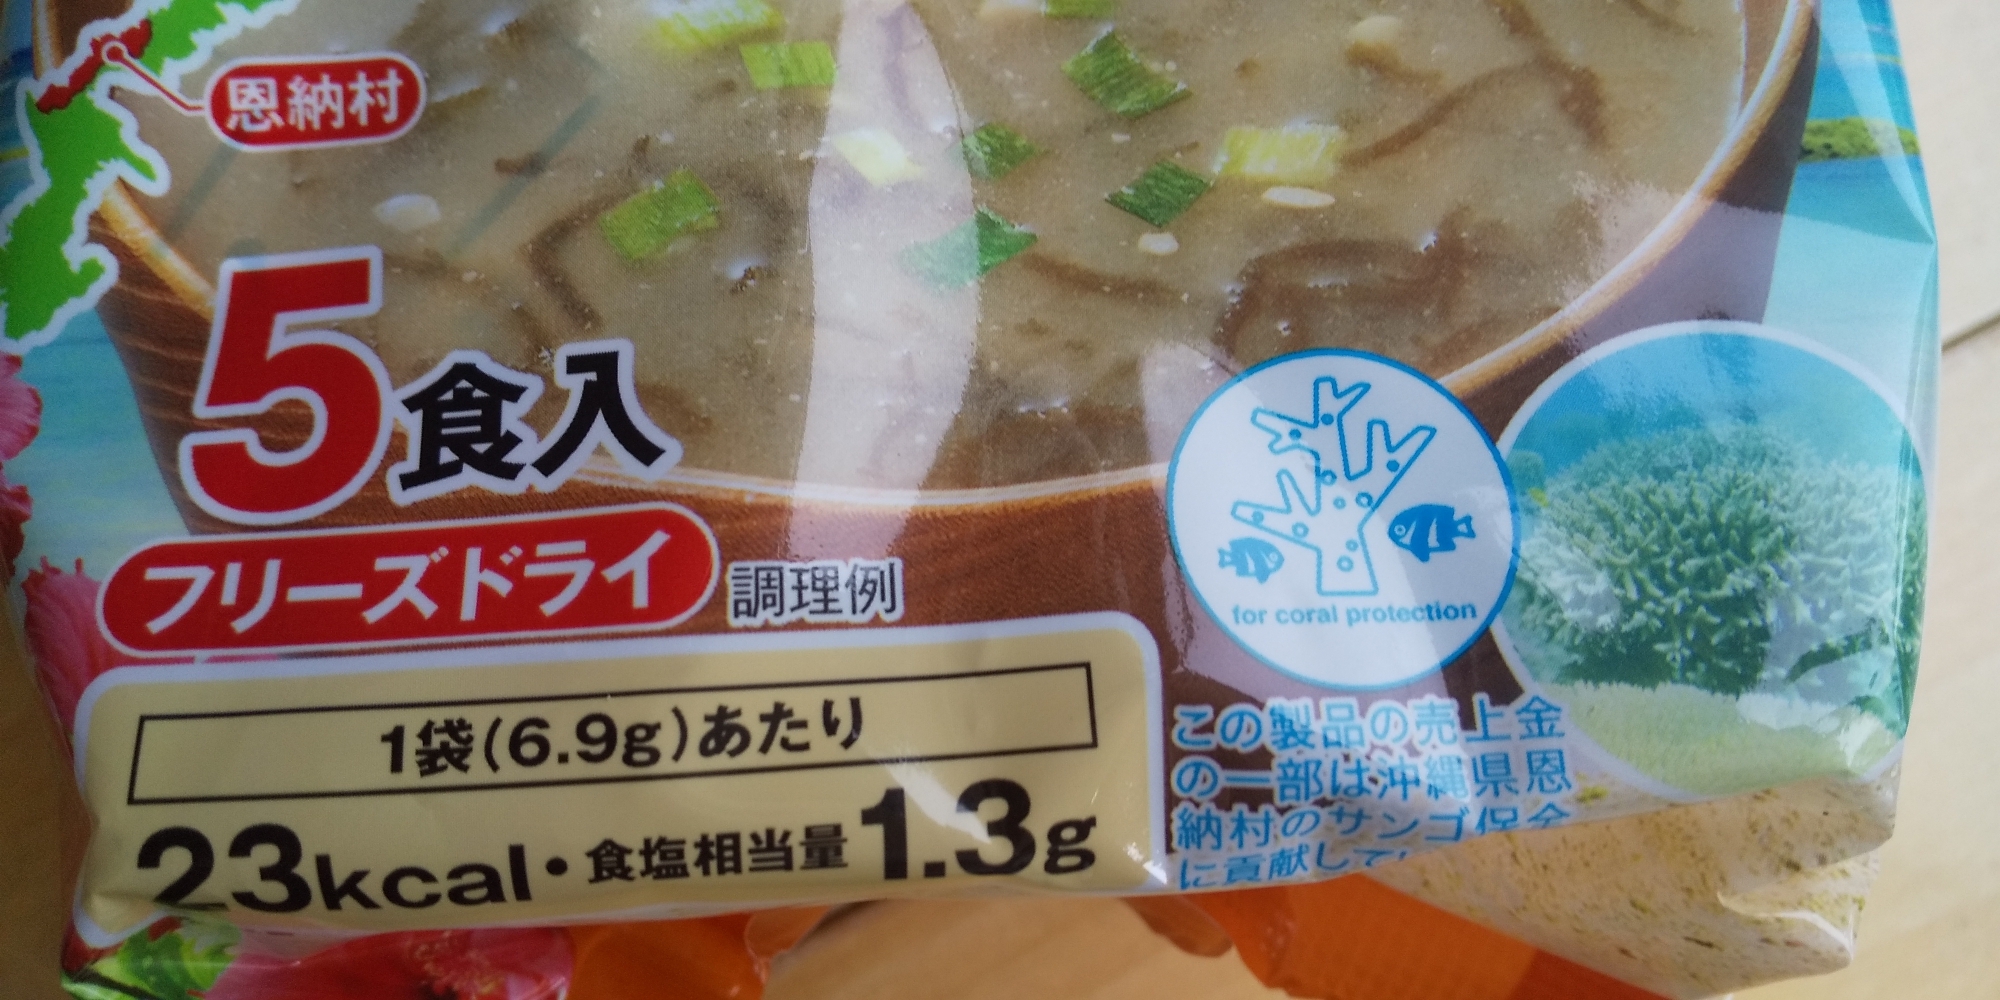 恩納村
5食入
フリーズドライ
調理例
for coral protection
1袋(6.9g)あたり
23kcal・食塩相当量1.3g
この製品の売上金
の一部は沖縄県恩
納村のサンゴ保全
に貢献して